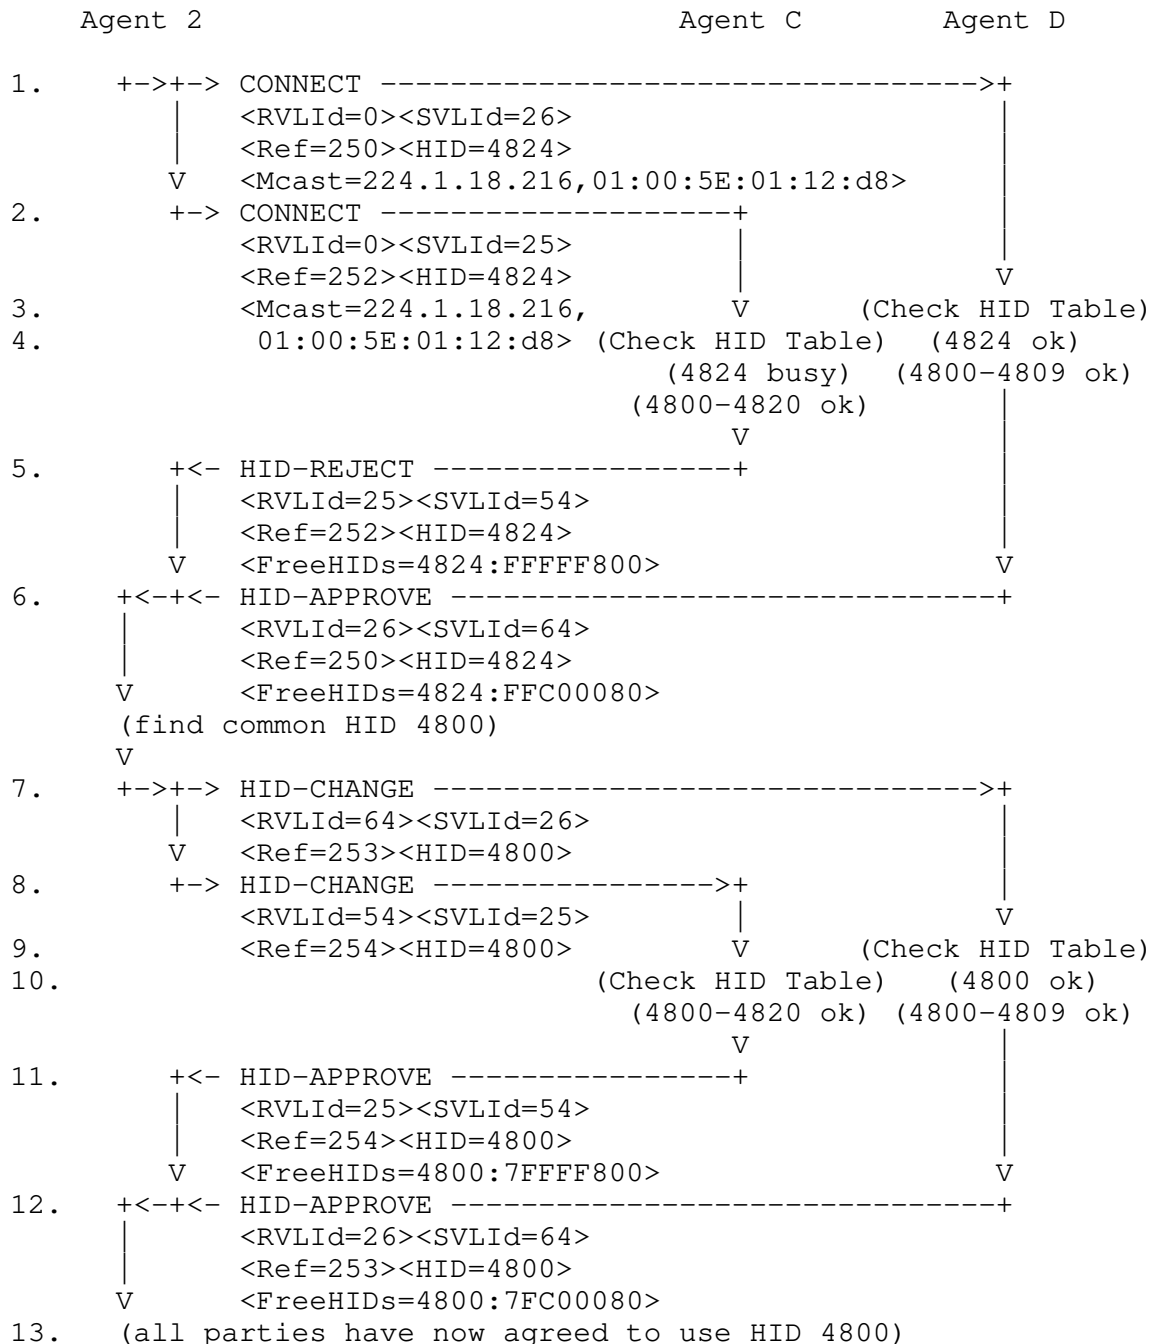 Agent 2                             Agent C         Agent D
1.     +->+-> CONNECT ---------------------------------->+
          |   <RVLId=0><SVLId=26>                        |
          |   <Ref=250><HID=4824>                        |
          V   <Mcast=224.1.18.216,01:00:5E:01:12:d8>     |
2.        +-> CONNECT --------------------+              |
              <RVLId=0><SVLId=25>         |              |
              <Ref=252><HID=4824>         |              V
3.            <Mcast=224.1.18.216,        V      (Check HID Table)
4.             01:00:5E:01:12:d8> (Check HID Table)  (4824 ok)
                                      (4824 busy)  (4800-4809 ok)
                                    (4800-4820 ok)       |
                                          V              |
5.        +<- HID-REJECT -----------------+              |
          |   <RVLId=25><SVLId=54>                       |
          |   <Ref=252><HID=4824>                        |
          V   <FreeHIDs=4824:FFFFF800>                   V
6.     +<-+<- HID-APPROVE -------------------------------+
       |      <RVLId=26><SVLId=64>
       |      <Ref=250><HID=4824>
       V      <FreeHIDs=4824:FFC00080>
       (find common HID 4800)
       V
7.     +->+-> HID-CHANGE ------------------------------->+
          |   <RVLId=64><SVLId=26>                       |
          V   <Ref=253><HID=4800>                        |
8.        +-> HID-CHANGE ---------------->+              |
              <RVLId=54><SVLId=25>        |              V
9.            <Ref=254><HID=4800>         V      (Check HID Table)
10.                               (Check HID Table)   (4800 ok)
                                    (4800-4820 ok) (4800-4809 ok)
                                          V              |
11.       +<- HID-APPROVE ----------------+              |
          |   <RVLId=25><SVLId=54>                       |
          |   <Ref=254><HID=4800>                        |
          V   <FreeHIDs=4800:7FFFF800>                   V
12.    +<-+<- HID-APPROVE -------------------------------+
       |      <RVLId=26><SVLId=64>
       |      <Ref=253><HID=4800>
       V      <FreeHIDs=4800:7FC00080>
13.    (all parties have now agreed to use HID 4800)